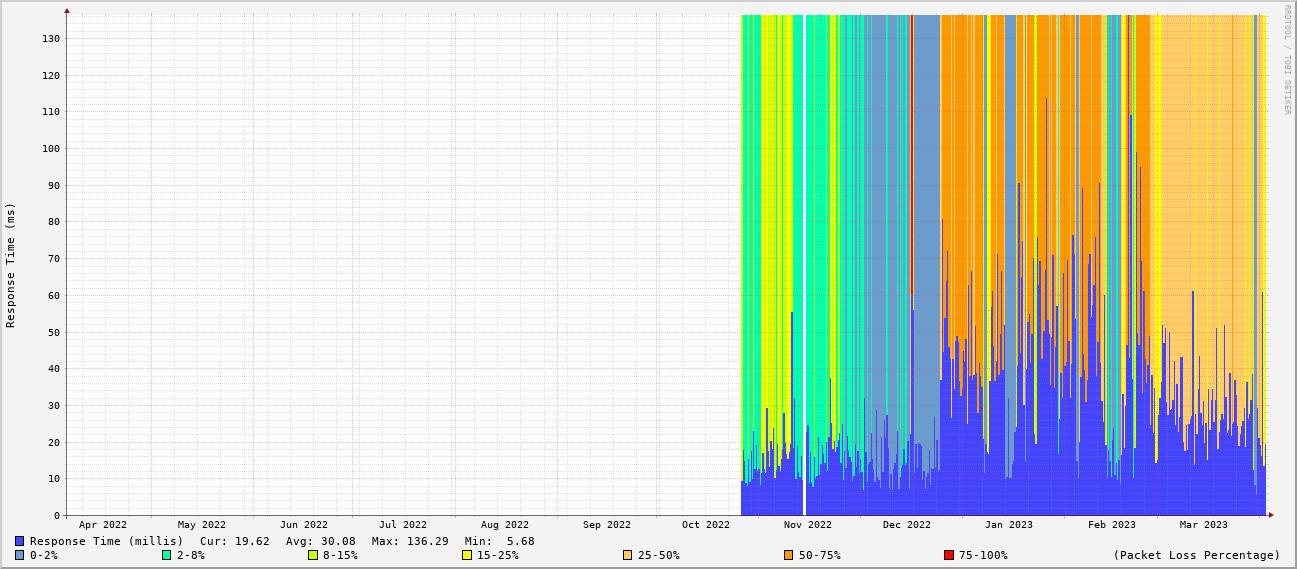 RRDTOOL / TOBI OETIKER
Response Time (ms)
130
120
110
100
90
80
70
60
50
40
30
20
10
0
Apr 2022 May 2022 Jun 2022 Jul 2022 Aug 2022 Sep 2022 Oct 2022 Nov 2022 Dec 2022 Jan 2023 Feb 2023 Mar 2023
Response Time (millis) Cur: 19.62 Avg: 30.08 Max: 136.29 Min: 5.68
0-2% 2-8% 8-15% 15-25% 25-50% 50-75% 75-100% (Packet Loss Percentage)